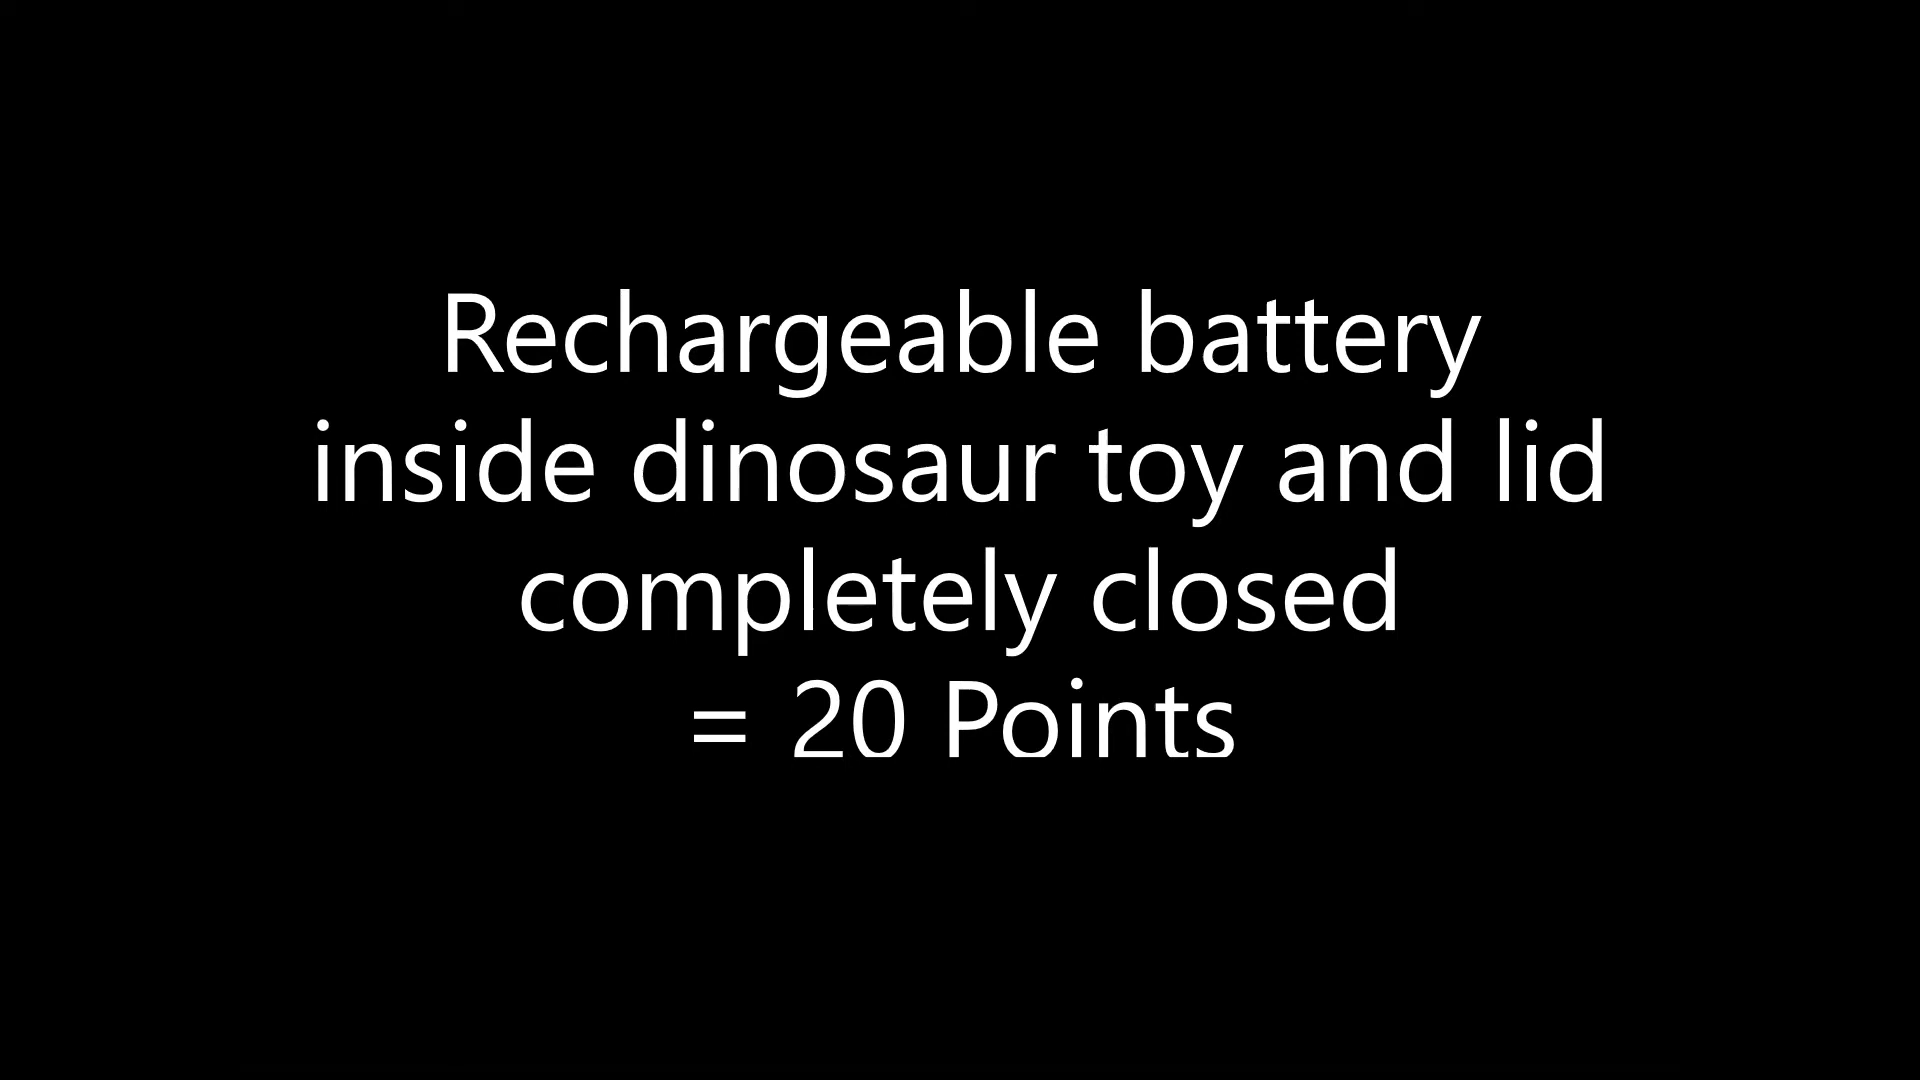 Rechargeable battery
inside dinosaur toy and lid
completely closed
= 20 Points